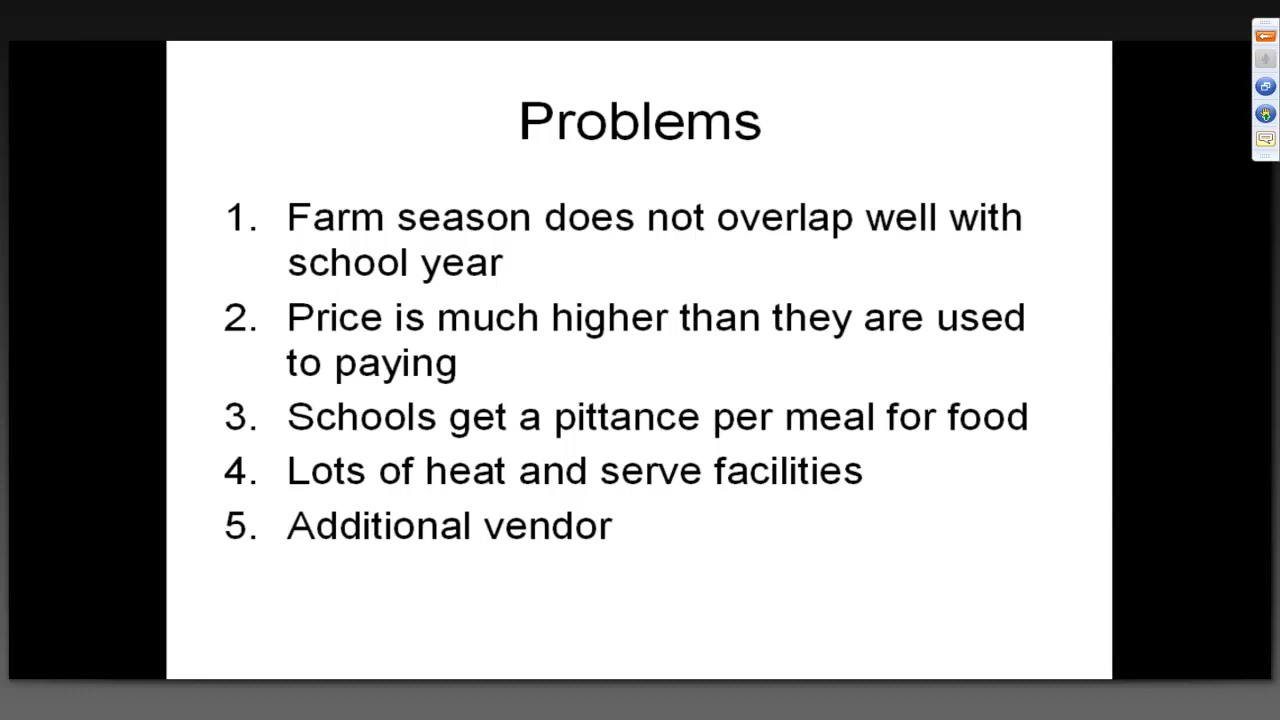 Problems
1. Farm season does not overlap well with
school year
2. Price is much higher than they are used
to paying
3. Schools get a pittance per meal for food
4. Lots of heat and serve facilities
5. Additional vendor